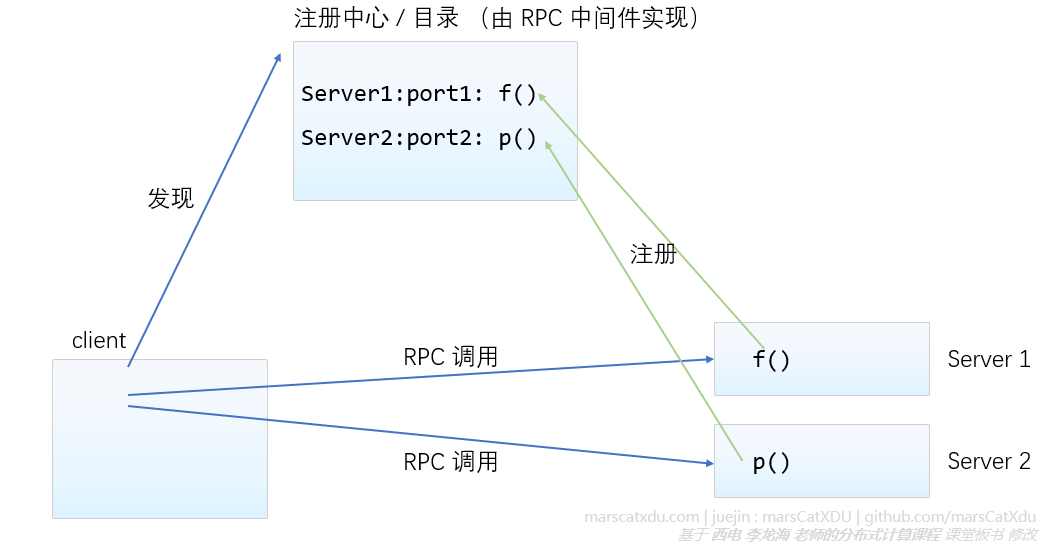 注册中心 / 目录 （由 RPC 中间件实现）
Server1:port1: f()
Server2:port2: p()
发现
注册
client
RPC 调用
f()
Server 1
RPC 调用
p()
Server 2
marscatxdu.com | juejin : marsCatXDU | github.com/marsCatXdu
基于 西电 李龙海 老师的分布式计算课程 课堂板书 修改